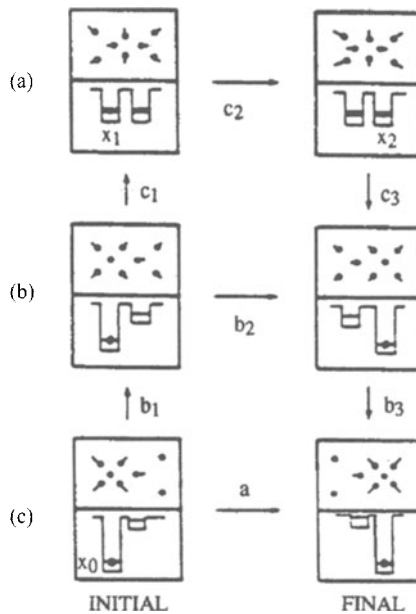 (a)
x1
c2
x2
c1
c3
(b)
b2
b1
b3
(c)
a
x0
INITIAL FINAL